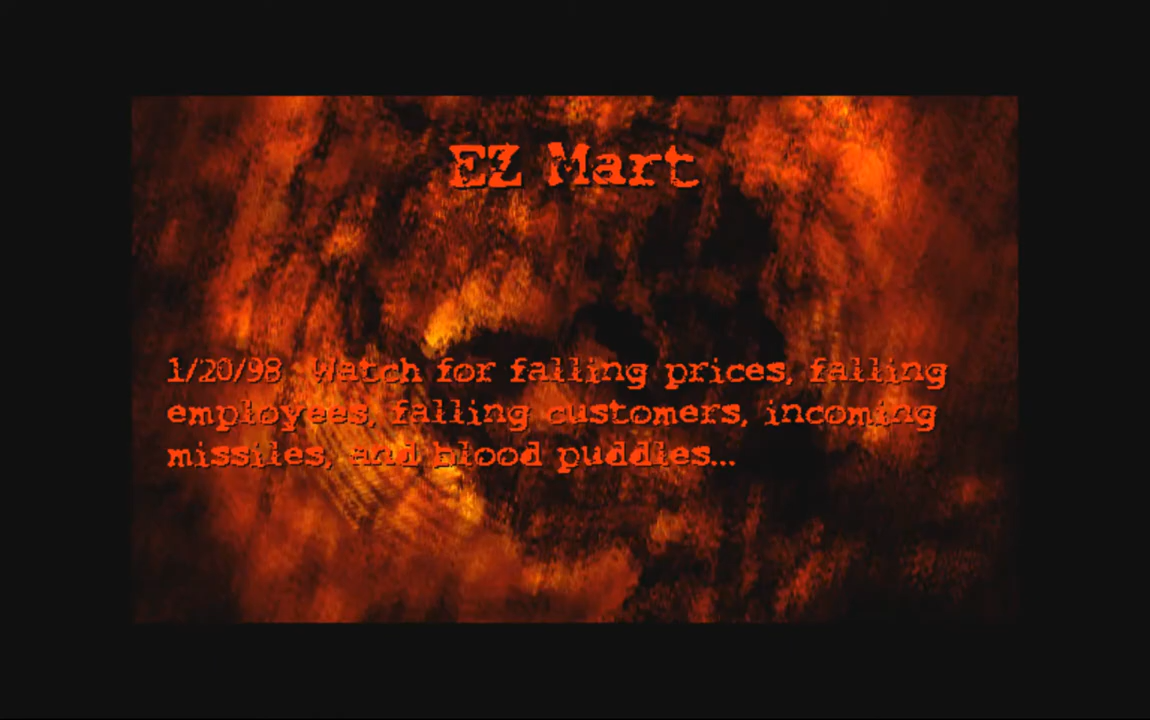 EZ Mart
1/20/98 Watch for falling prices, falling
employees, falling customers, incoming
missiles, and blood puddles...